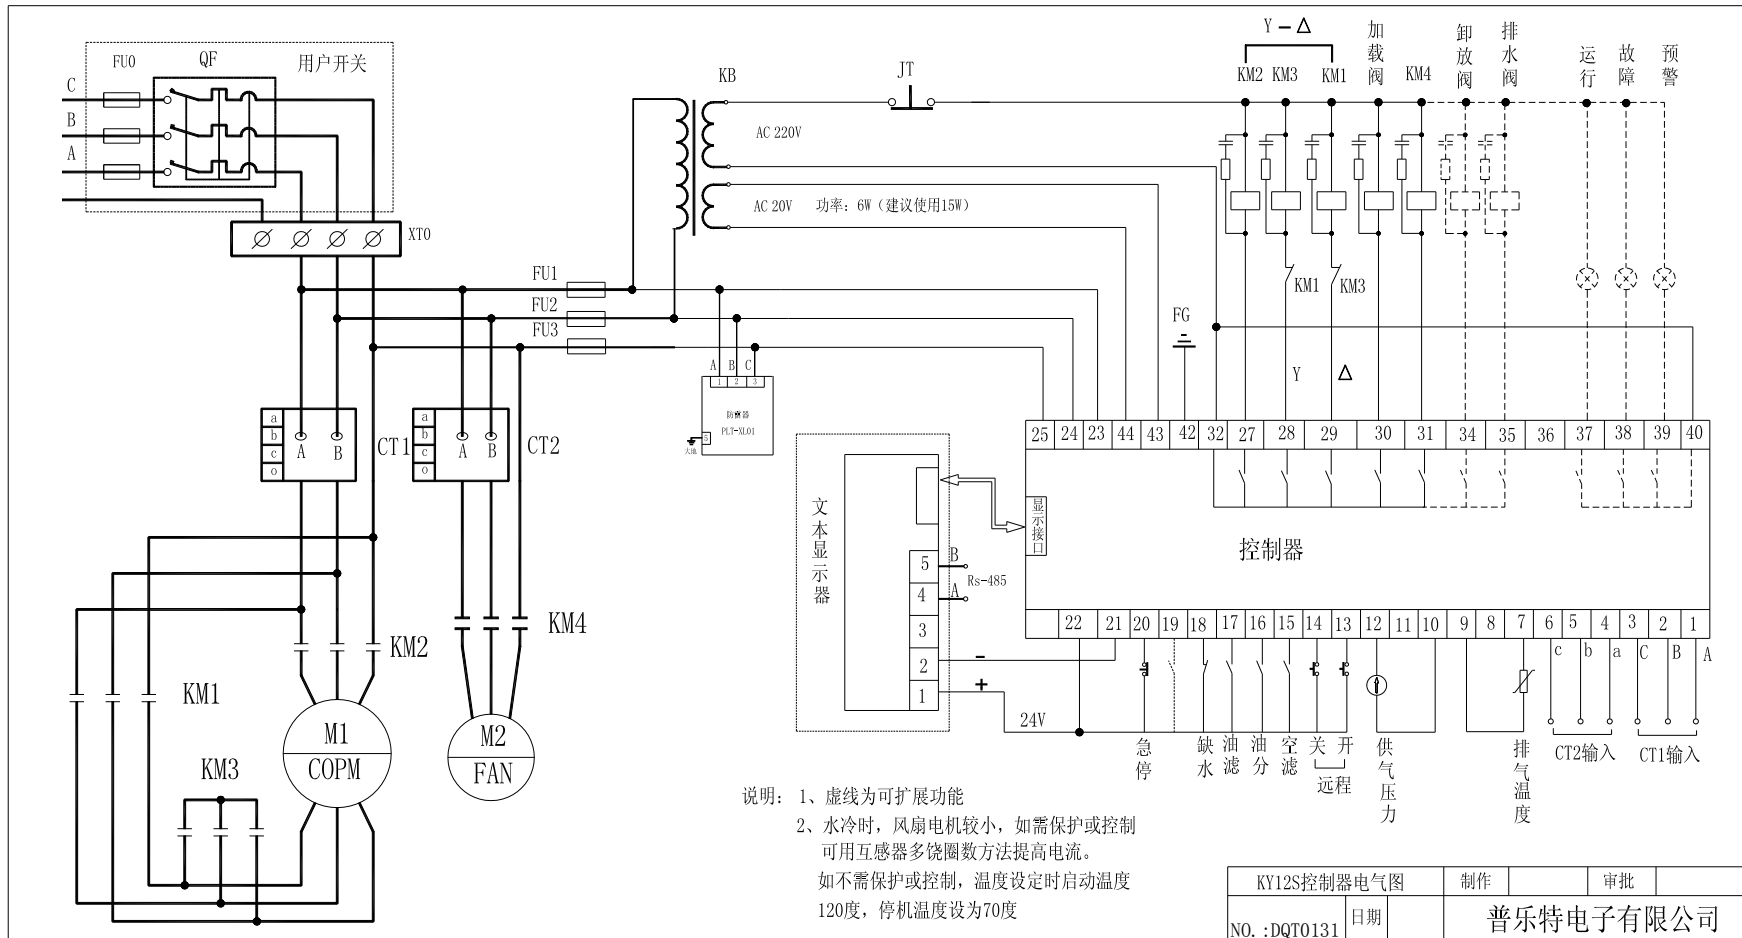 FU0 QF 用户开关
C
B
A
XT0
KB
JT
AC 220V
AC 20V 功率：6W（建议使用15W）
Y-Δ
KM2 KM3 KM1 加载阀 KM4 卸放阀 排水阀 运行 故障 预警
KM1 KM3
FU1
FU2
FU3
FG
Y Δ
A B C
1 2 3
防雷器
PLT-XL01
5
大地
a
b
c
o
A B
CT1
a
b
c
o
A B
CT2
25 24 23 44 43 42 32 27 28 29 30 31 34 35 36 37 38 39 40
显示接口
控制器
文本显示器
5 B
Rs-485
4 A
3
2 -
1 +
24V
22 21 20 19 18 17 16 15 14 13 12 11 10 9 8 7 6 5 4 3 2 1
c b a C B A
急停 缺水 油滤 油分 空滤 关 开 供气压力 排气温度
远程
CT2输入 CT1输入
KM2
KM4
KM1
KM3
M1
COPM
M2
FAN
说明： 1、虚线为可扩展功能
2、水冷时，风扇电机较小，如需保护或控制
可用互感器多饶圈数方法提高电流。
如不需保护或控制，温度设定时启动温度
120度，停机温度设为70度
KY12S控制器电气图 制作 审批
NO.:DQT0131 日期 普乐特电子有限公司